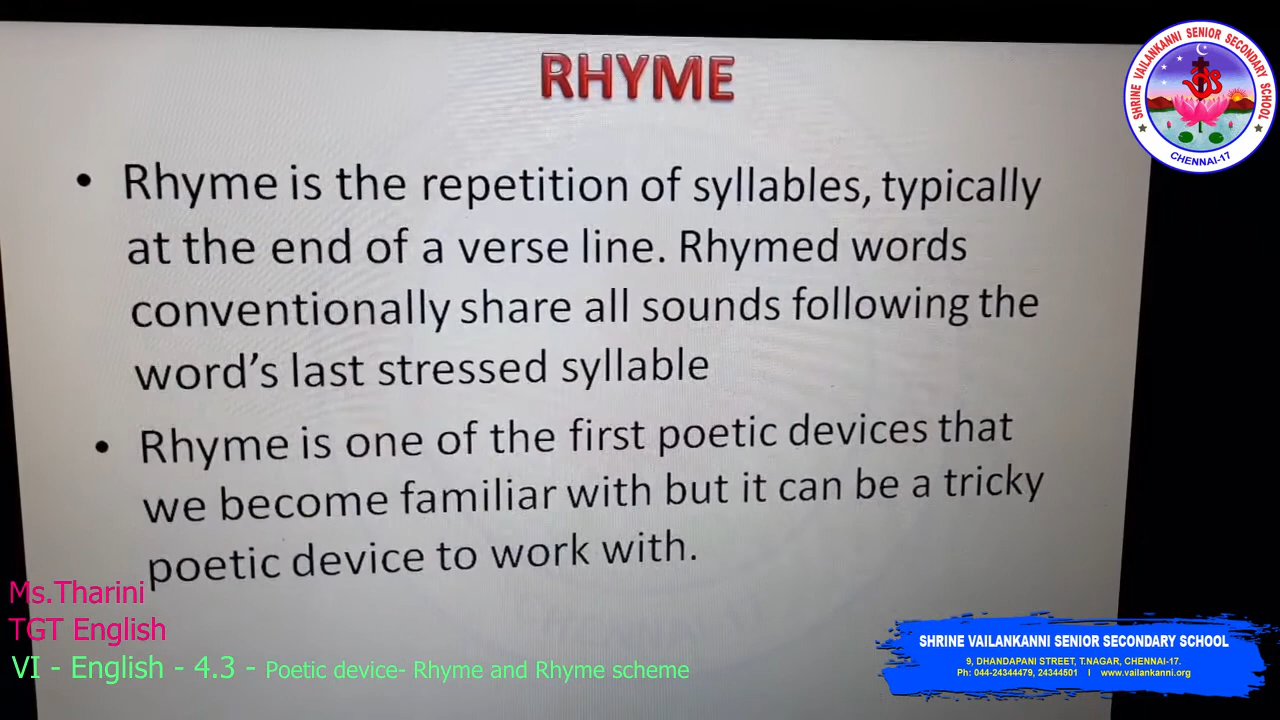 RHYME
• Rhyme is the repetition of syllables, typically
at the end of a verse line. Rhymed words
conventionally share all sounds following the
word's last stressed syllable
• Rhyme is one of the first poetic devices that
we become familiar with but it can be a tricky
poetic device to work with.
SHRINE VAILANKANNI SENIOR SECONDARY SCHOOL
CHENNAI-17
Ms.Tharini
TGT English
VI - English - 4.3 - Poetic device- Rhyme and Rhyme scheme
SHRINE VAILANKANNI SENIOR SECONDARY SCHOOL
9, DHANDAPANI STREET, T.NAGAR, CHENNAI-17.
Ph: 044-24344479, 24344501 I www.vailankanni.org